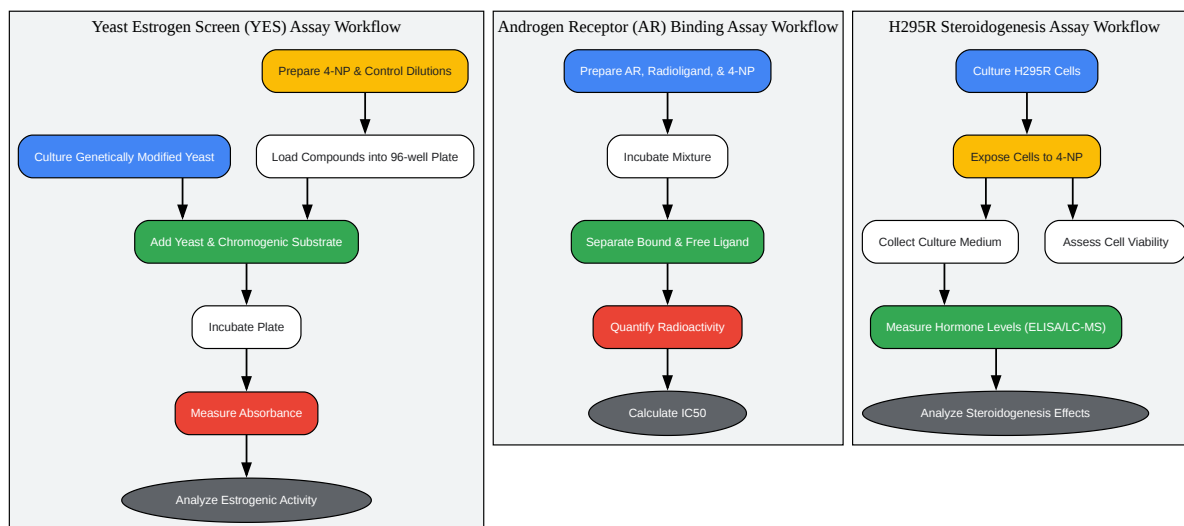 Yeast Estrogen Screen (YES) Assay Workflow
Prepare 4-NP & Control Dilutions
Culture Genetically Modified Yeast
Load Compounds into 96-well Plate
Add Yeast & Chromogenic Substrate
Incubate Plate
Measure Absorbance
Analyze Estrogenic Activity
Androgen Receptor (AR) Binding Assay Workflow
Prepare AR, Radioligand, & 4-NP
Incubate Mixture
Separate Bound & Free Ligand
Quantify Radioactivity
Calculate IC50
H295R Steroidogenesis Assay Workflow
Culture H295R Cells
Expose Cells to 4-NP
Collect Culture Medium
Assess Cell Viability
Measure Hormone Levels (ELISA/LC-MS)
Analyze Steroidogenesis Effects